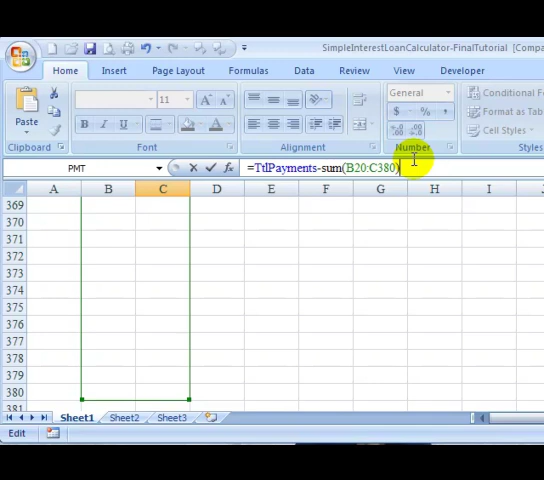 SimpleInterestLoanCalculator-FinalTutorial [Compa
Home Insert Page Layout Formulas Data Review View Developer
Paste
11 A A
B I U
General
$ % ,
Conditional F
Format as Tab
Cell Styles
Clipboard Font Alignment Number Styles
PMT fx =TtlPayments-sum(B20:C380)
A B C D E F G H I J
369
370
371
372
373
374
375
376
377
378
379
380
381
Sheet1 Sheet2 Sheet3
Edit